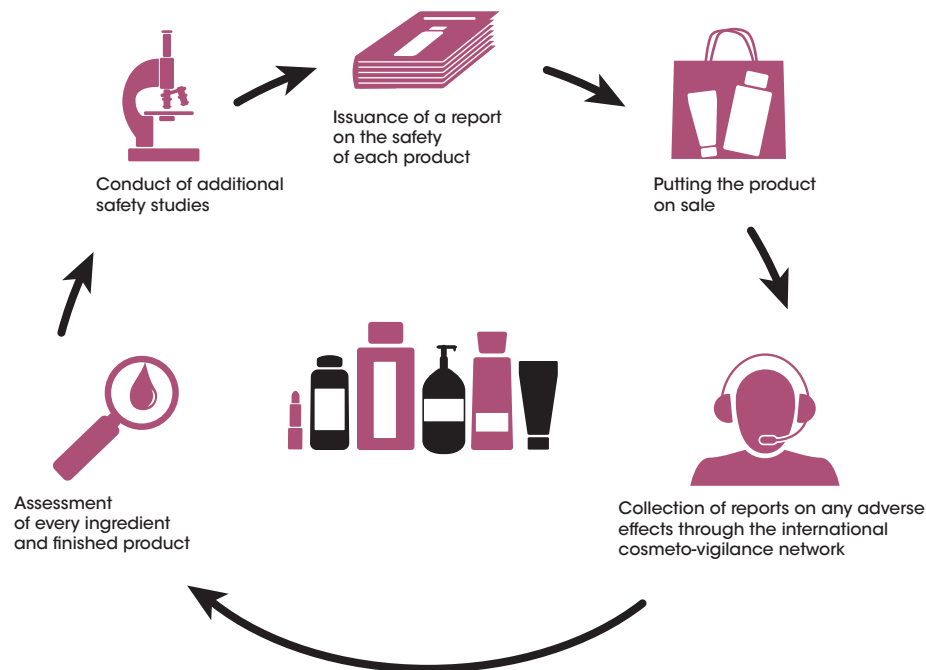 Issuance of a report
on the safety
of each product
Conduct of additional
safety studies
Putting the product
on sale
Assessment
of every ingredient
and finished product
Collection of reports on any adverse
effects through the international
cosmeto-vigilance network